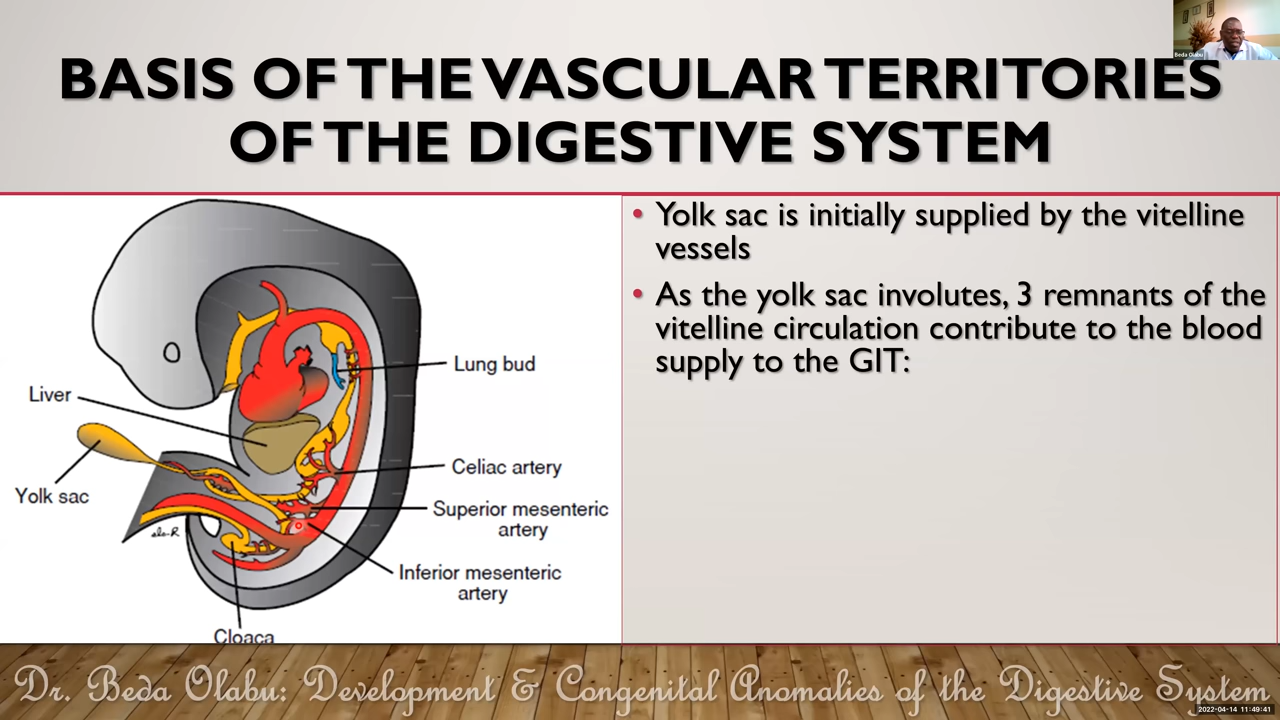 Beda Olabu
BASIS OF THE VASCULAR TERRITORIES
OF THE DIGESTIVE SYSTEM
• Yolk sac is initially supplied by the vitelline
vessels
• As the yolk sac involutes, 3 remnants of the
vitelline circulation contribute to the blood
supply to the GIT:
Lung bud
Liver
Celiac artery
Yolk sac
Superior mesenteric
artery
Inferior mesenteric
artery
Cloaca
Dr. Beda Olabu: Development & Congenital Anomalies of the Digestive System
2022-04-14 11:49:41